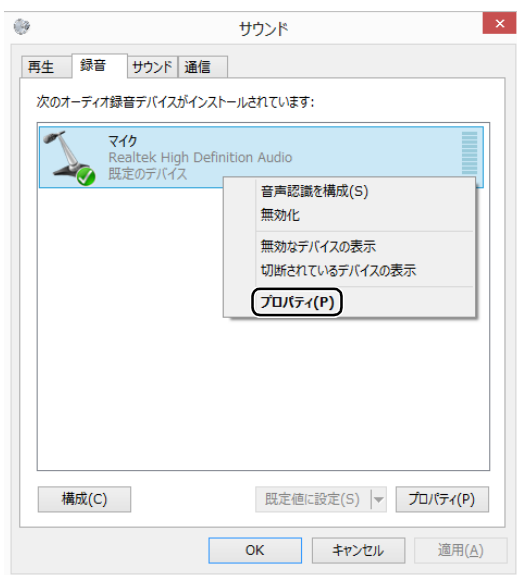 サウンド
×
再生 録音 サウンド 通信
次のオーディオ録音デバイスがインストールされています:
マイク
Realtek High Definition Audio
既定のデバイス
音声認識を構成(S)
無効化
無効なデバイスの表示
切断されているデバイスの表示
プロパティ(P)
構成(C) 既定値に設定(S) プロパティ(P)
OK キャンセル 適用(A)